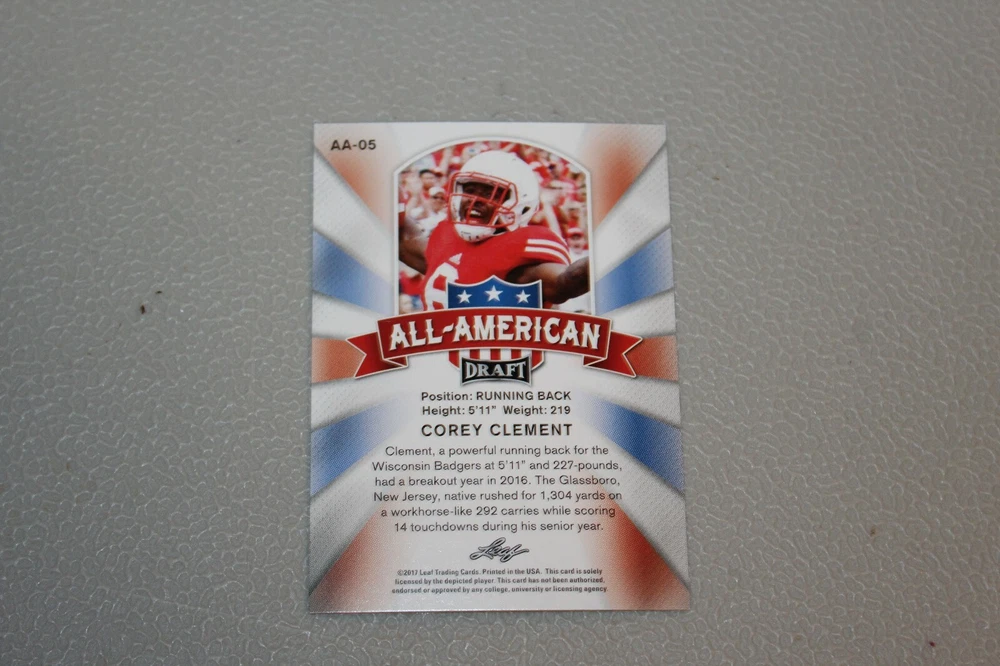 AA-05
6
ALL-AMERICAN
DRAFT
Position: RUNNING BACK
Height: 5'11" Weight: 219
COREY CLEMENT
Clement, a powerful running back for the
Wisconsin Badgers at 5'11" and 227-pounds,
had a breakout year in 2016. The Glassboro,
New Jersey, native rushed for 1,304 yards on
a workhorse-like 292 carries while scoring
14 touchdowns during his senior year.
Leaf
©2017 Leaf Trading Cards. Printed in the USA. This card is solely
licensed by the depicted player. This card has not been authorized,
endorsed or approved by any college, university or licensing agency.